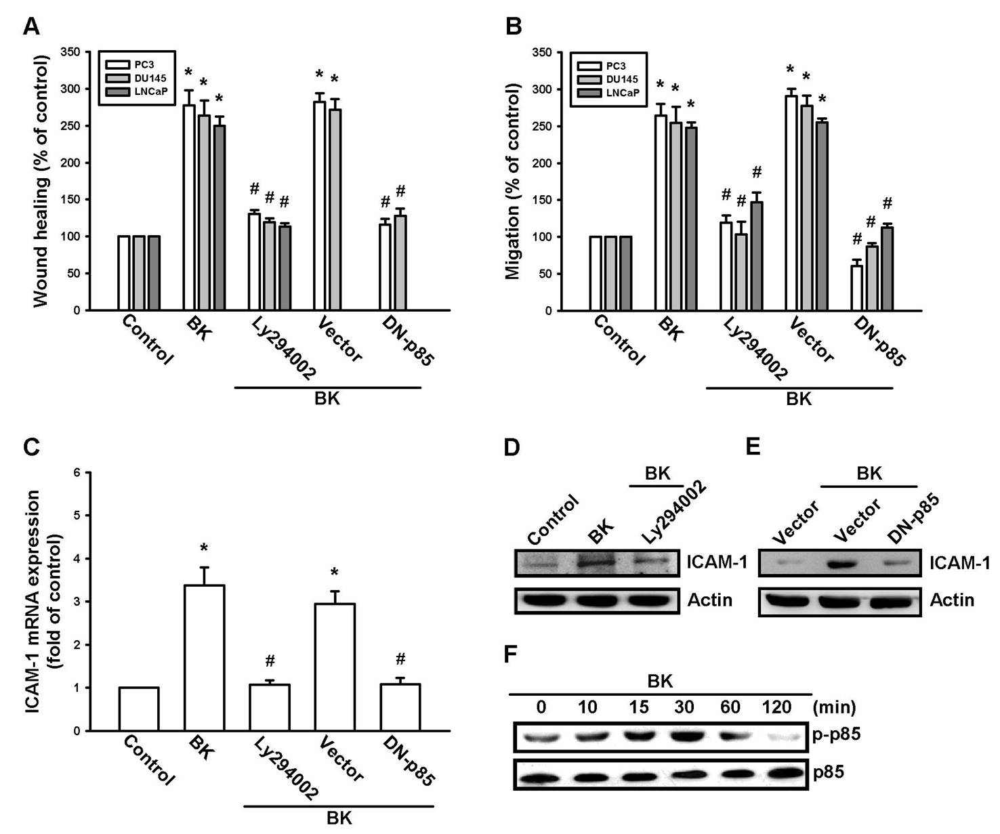 A
Wound healing (% of control)
350
300
250
200
150
100
50
0
PC3
DU145
LNCaP
* * *
# # #
* *
# #
Control
BK
Ly294002
Vector
DN-p85
BK
B
Migation (% of control)
350
300
250
200
150
100
50
0
PC3
DU145
LNCaP
* * *
# # #
* * *
# # #
Control
BK
Ly294002
Vector
DN-p85
BK
C
ICAM-1 mRNA expression
(fold of control)
6
5
4
3
2
1
0
*
#
*
#
Control
BK
Ly294002
Vector
DN-p85
BK
D
BK
Control
BK
Ly294002
ICAM-1
Actin
E
BK
Vector
Vector
DN-p85
ICAM-1
Actin
F
BK
0 10 15 30 60 120 (min)
p-p85
p85